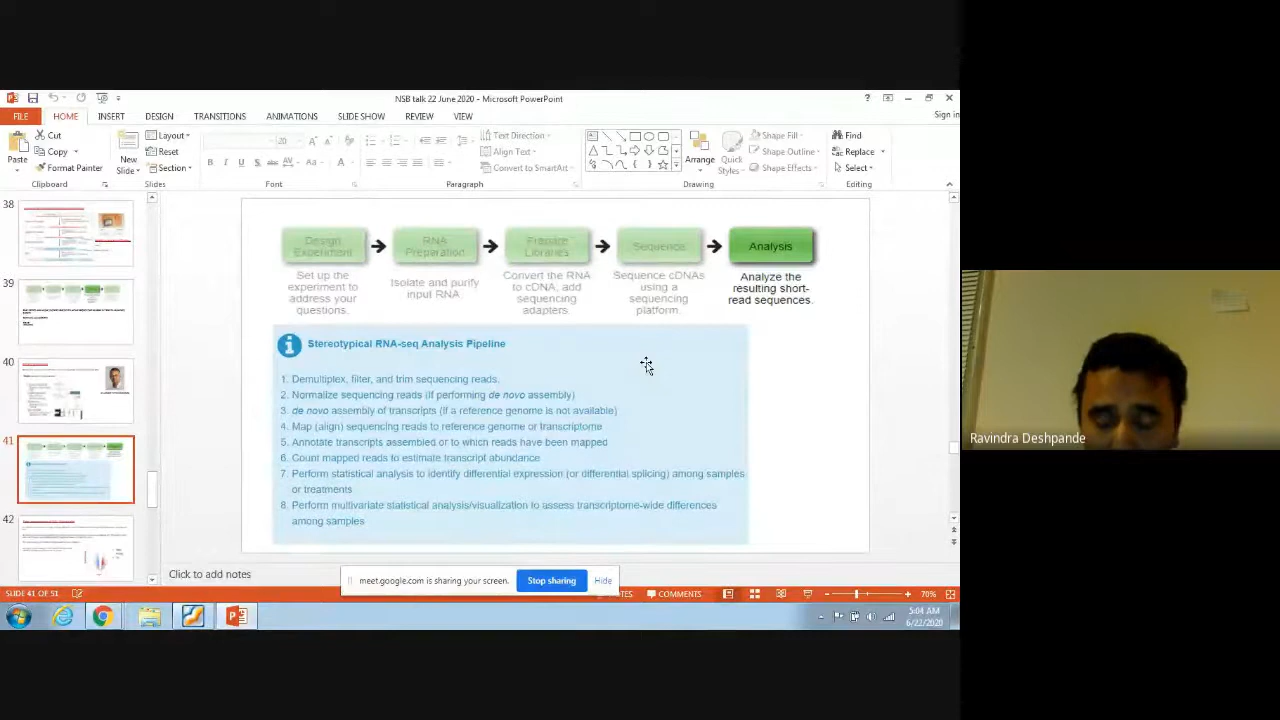 NSB talk 22 June 2020 - Microsoft PowerPoint
Sign in
FILE HOME INSERT DESIGN TRANSITIONS ANIMATIONS SLIDE SHOW REVIEW VIEW
Paste
Cut
Copy
Format Painter
Clipboard
New
Slide
Layout
Reset
Section
Slides
20
Font
Text Direction
Align Text
Convert to SmartArt
Paragraph
Arrange
Quick
Styles
Shape Fill
Shape Outline
Shape Effects
Drawing
Find
Replace
Select
Editing
38
39
40
41
42
Design
Experiment
RNA
Preparation
Prepare
Libraries
Sequence
Analysis
Set up the
experiment to
address your
questions.
Isolate and purify
input RNA
Convert the RNA
to cDNA, add
sequencing
adapters.
Sequence cDNAs
using a
sequencing
platform.
Analyze the
resulting short-
read sequences.
Stereotypical RNA-seq Analysis Pipeline
1. Demultiplex, filter, and trim sequencing reads.
2. Normalize sequencing reads (if performing de novo assembly)
3. de novo assembly of transcripts (if a reference genome is not available)
4. Map (align) sequencing reads to reference genome or transcriptome
5. Annotate transcripts assembled or to which reads have been mapped
6. Count mapped reads to estimate transcript abundance
7. Perform statistical analysis to identify differential expression (or differential splicing) among samples
or treatments
8. Perform multivariate statistical analysis/visualization to assess transcriptome-wide differences
among samples
Click to add notes
meet.google.com is sharing your screen. Stop sharing Hide
SLIDE 41 OF 51
COMMENTS
70%
5:04 AM
6/22/2020
Ravindra Deshpande